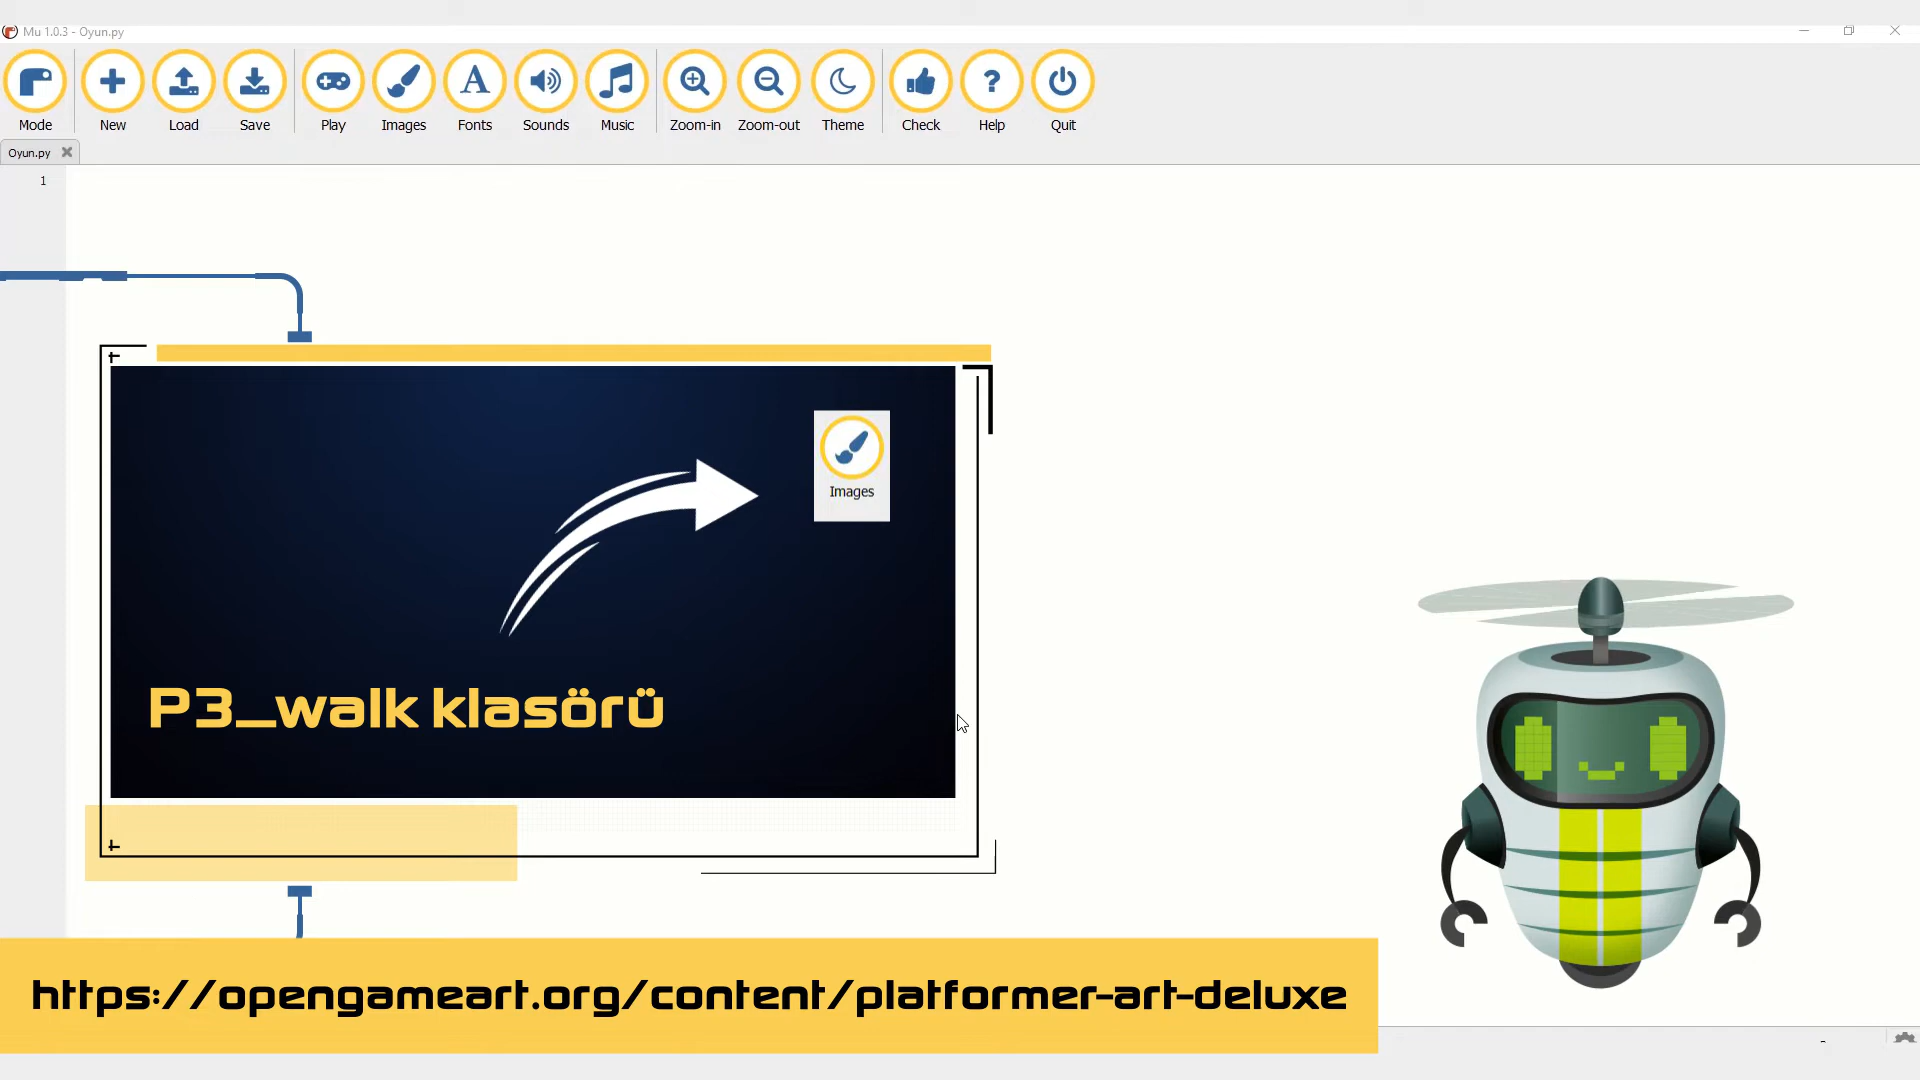 Mu 1.0.3 - Oyun.py
Mode New Load Save Play Images Fonts Sounds Music Zoom-in Zoom-out Theme Check Help Quit
Oyun.py
1
Images
P3_walk klasörü
https://opengameart.org/content/platformer-art-deluxe